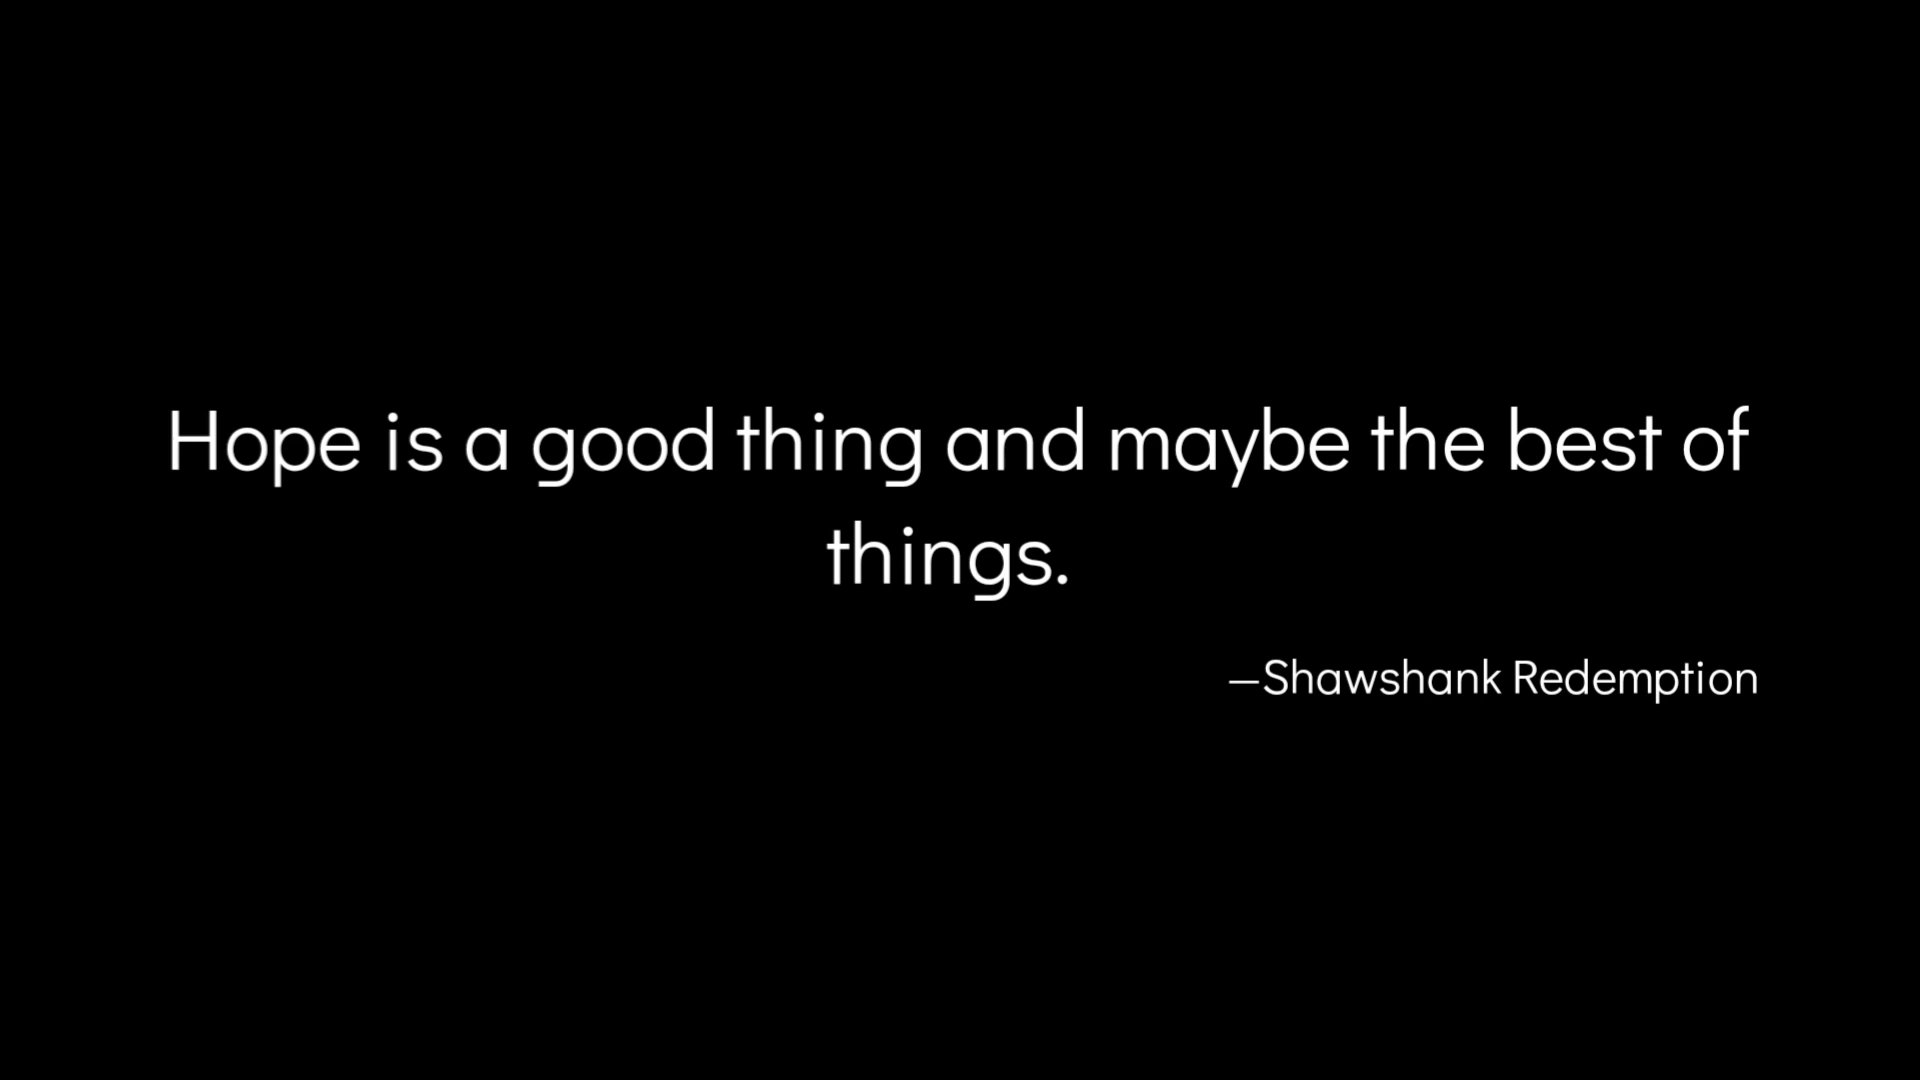 Hope is a good thing and maybe the best of
things.
—Shawshank Redemption